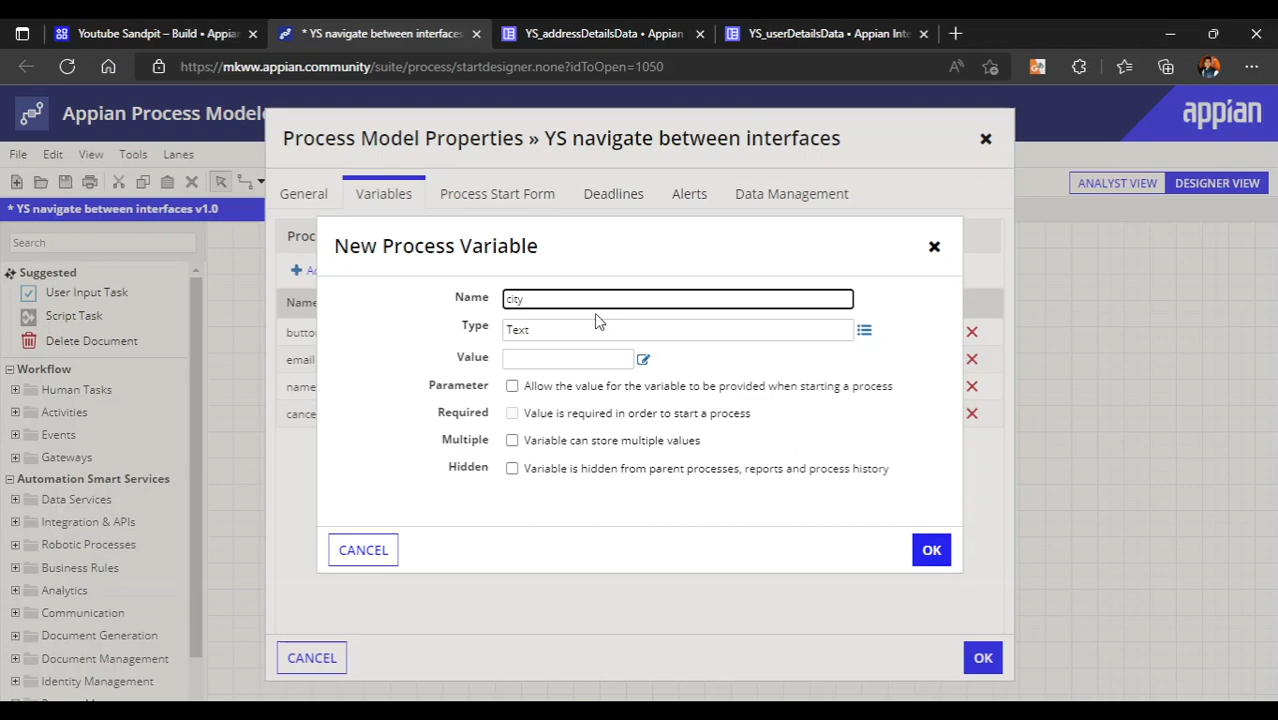 Youtube Sandpit – Build • Appian
* YS navigate between interfaces
YS_addressDetailsData • Appian
YS_userDetailsData • Appian Inte
https://mkww.appian.community/suite/process/startdesigner.none?idToOpen=1050
Appian Process Modele
appian
File Edit View Tools Lanes
ANALYST VIEW DESIGNER VIEW
* YS navigate between interfaces v1.0
Search
Suggested
User Input Task
Script Task
Delete Document
Workflow
Human Tasks
Activities
Events
Gateways
Automation Smart Services
Data Services
Integration & APIs
Robotic Processes
Business Rules
Analytics
Communication
Document Generation
Document Management
Identity Management
Process Model Properties » YS navigate between interfaces
General Variables Process Start Form Deadlines Alerts Data Management
Proc
Name
butto
email
name
cance
New Process Variable
Name city
Type Text
Value
Parameter Allow the value for the variable to be provided when starting a process
Required Value is required in order to start a process
Multiple Variable can store multiple values
Hidden Variable is hidden from parent processes, reports and process history
CANCEL OK
CANCEL OK